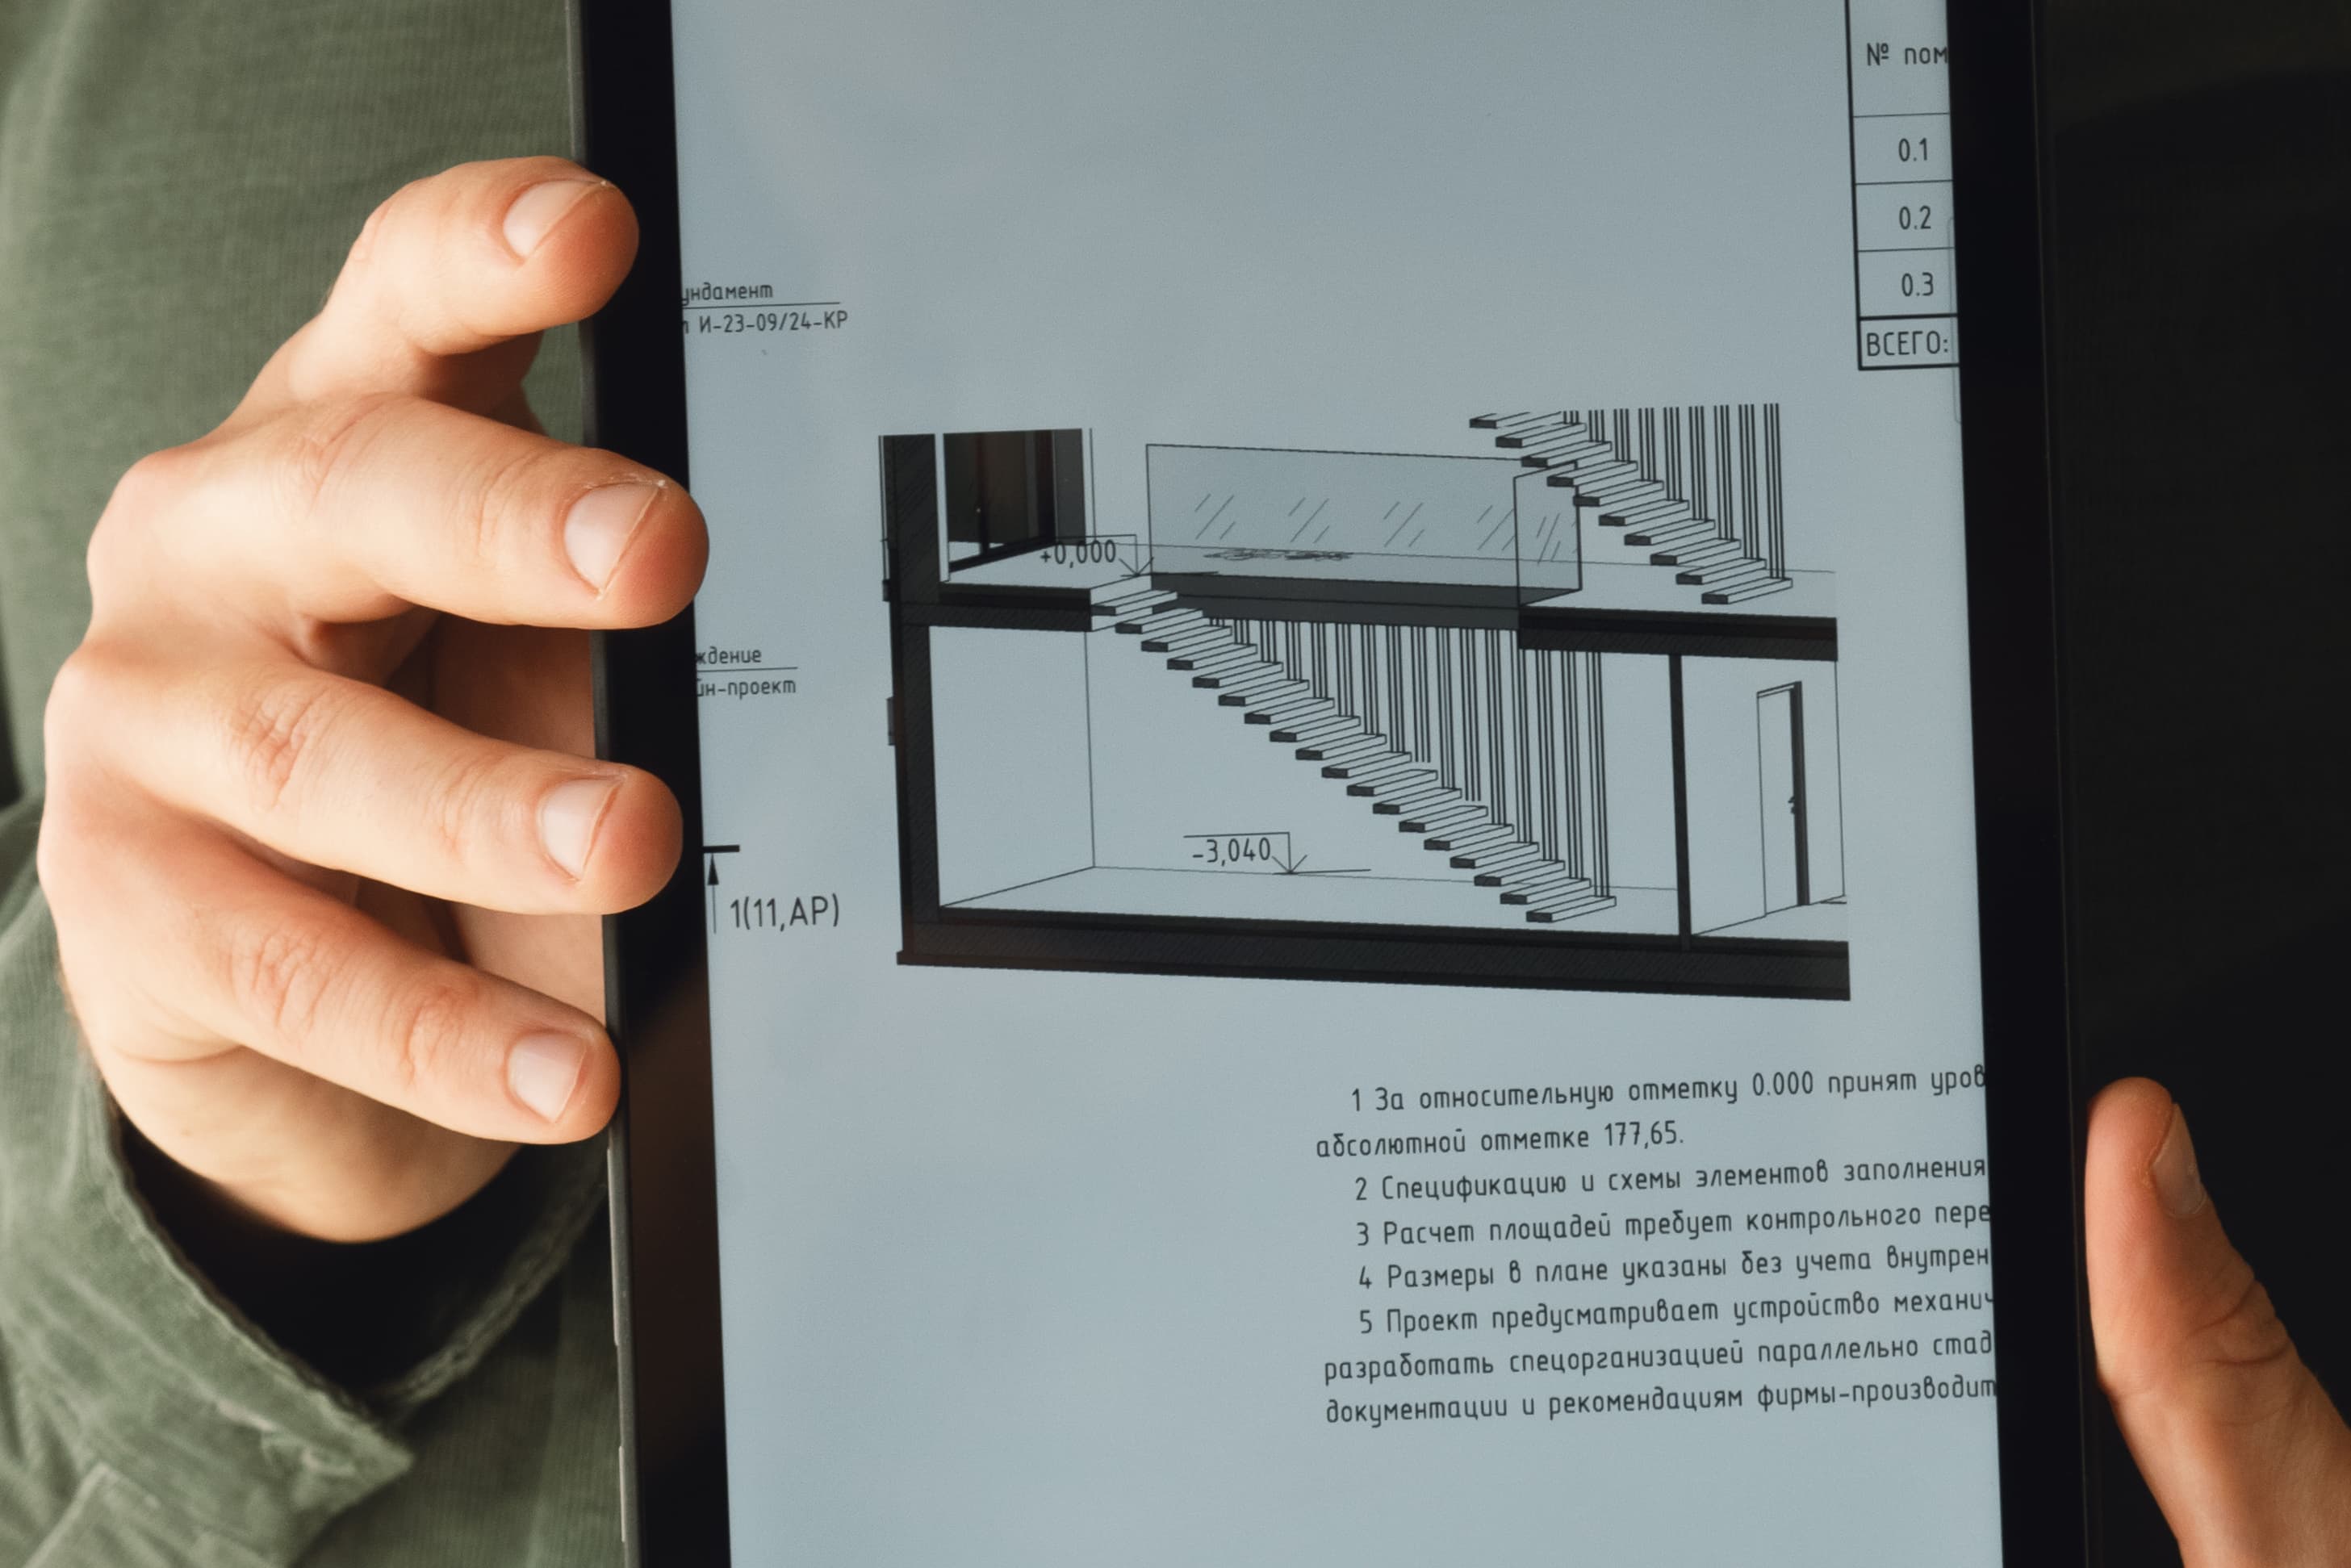 № пом
0.1
0.2
0.3
ВСЕГО:
ундамент
И-23-09/24-КР
+0,000
ждение
йн-проект
-3,040
1(11,АР)
1 За относительную отметку 0.000 принят уров
абсолютной отметке 177,65.
2 Спецификацию и схемы элементов заполнения
3 Расчет площадей требует контрольного пере
4 Размеры в плане указаны без учета внутрен
5 Проект предусматривает устройство механич
разработать спецорганизацией параллельно стад
документации и рекомендациям фирмы-производит